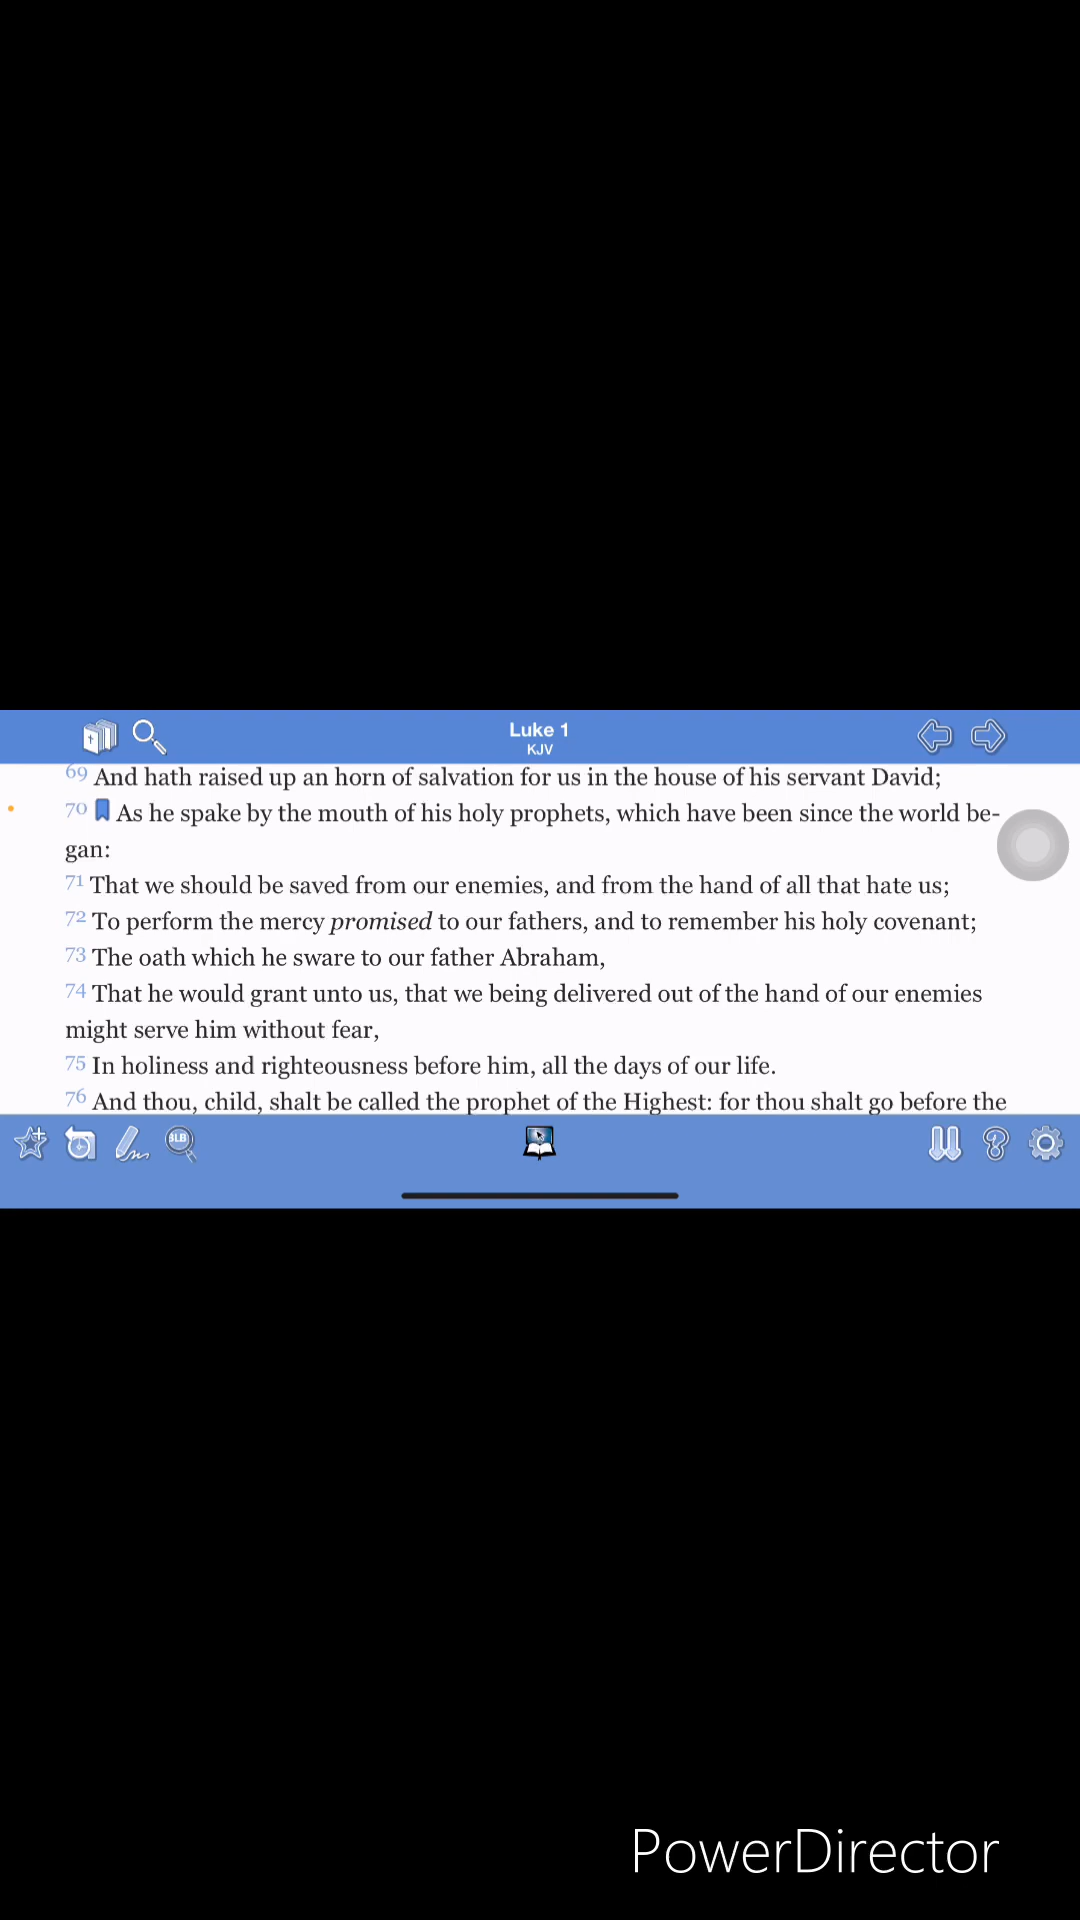 Luke 1
KJV
69 And hath raised up an horn of salvation for us in the house of his servant David;
70 As he spake by the mouth of his holy prophets, which have been since the world be-
gan:
71 That we should be saved from our enemies, and from the hand of all that hate us;
72 To perform the mercy promised to our fathers, and to remember his holy covenant;
73 The oath which he sware to our father Abraham,
74 That he would grant unto us, that we being delivered out of the hand of our enemies
might serve him without fear,
75 In holiness and righteousness before him, all the days of our life.
76 And thou, child, shalt be called the prophet of the Highest: for thou shalt go before the
BLB
PowerDirector